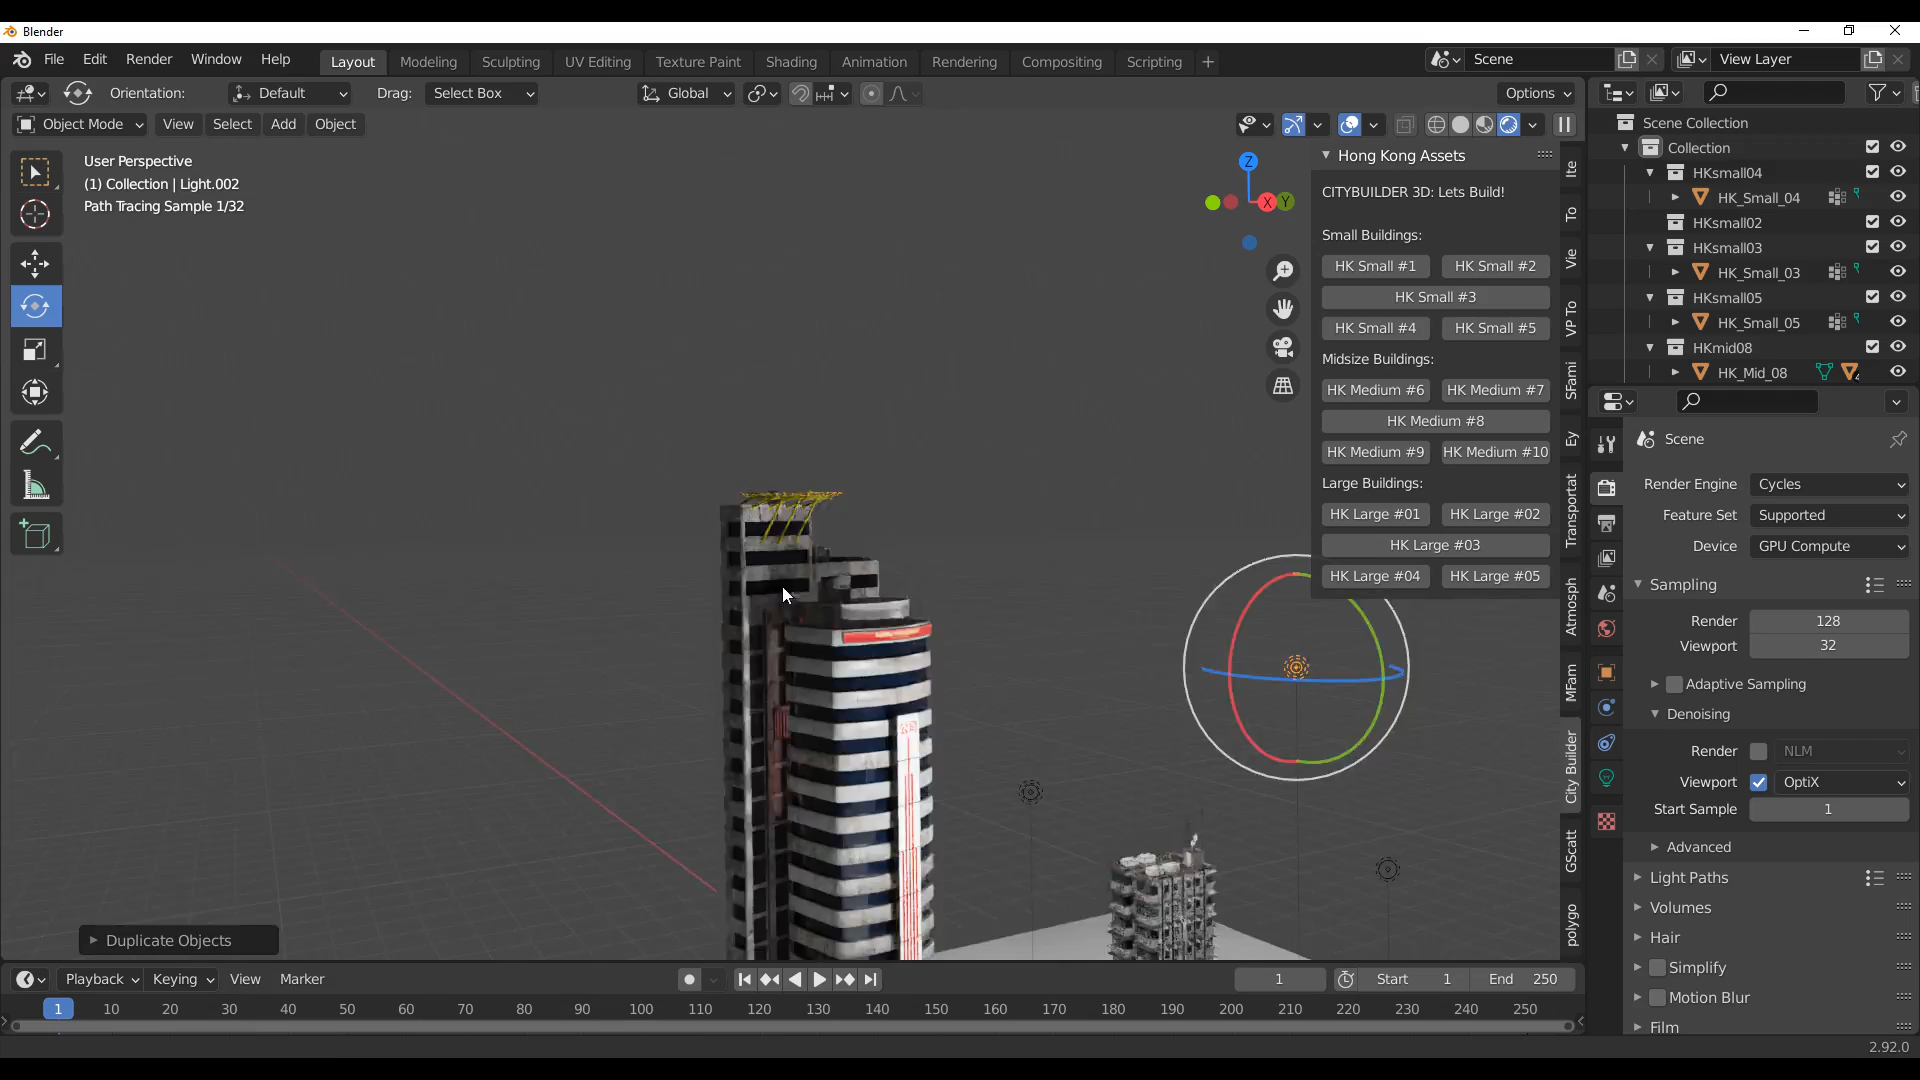 Blender
File Edit Render Window Help
Layout Modeling Sculpting UV Editing Texture Paint Shading Animation Rendering Compositing Scripting +
Scene
View Layer
Orientation: Default Drag: Select Box
Global
Options
Object Mode View Select Add Object
User Perspective
(1) Collection | Light.002
Path Tracing Sample 1/32
Z
X
Y
Hong Kong Assets
CITYBUILDER 3D: Lets Build!
Small Buildings:
HK Small #1 HK Small #2
HK Small #3
HK Small #4 HK Small #5
Midsize Buildings:
HK Medium #6 HK Medium #7
HK Medium #8
HK Medium #9 HK Medium #10
Large Buildings:
HK Large #01 HK Large #02
HK Large #03
HK Large #04 HK Large #05
Ite
To
Vie
VP To
SFami
Ey
Transportat
Atmosph
MFam
City Builder
GScatt
polygo
Scene Collection
Collection
HKsmall04
HK_Small_04
HKsmall02
HKsmall03
HK_Small_03
HKsmall05
HK_Small_05
HKmid08
HK_Mid_08
Scene
Render Engine Cycles
Feature Set Supported
Device GPU Compute
Sampling
Render 128
Viewport 32
Adaptive Sampling
Denoising
Render NLM
Viewport OptiX
Start Sample 1
Advanced
Light Paths
Volumes
Hair
Simplify
Motion Blur
Film
Duplicate Objects
Playback Keying View Marker
1
Start 1
End 250
1 10 20 30 40 50 60 70 80 90 100 110 120 130 140 150 160 170 180 190 200 210 220 230 240 250
2.92.0